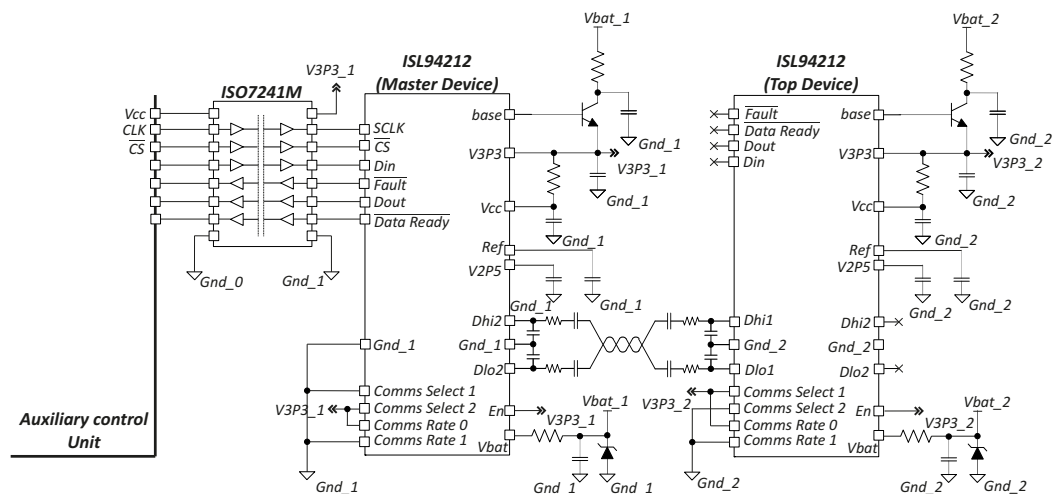 Vbat_1
Vbat_2
ISL94212
(Master Device)
ISL94212
(Top Device)
V3P3_1
ISO7241M
Vcc
CLK
CS
SCLK
CS
Din
Fault
Dout
Data Ready
base
Gnd_1
V3P3
V3P3_1
Gnd_1
Vcc
Gnd_1
Ref
V2P5
Gnd_1
Gnd_0
Gnd_1
Fault
Data Ready
Dout
Din
base
Gnd_2
V3P3
V3P3_2
Gnd_2
Vcc
Gnd_2
Ref
V2P5
Gnd_2
Gnd_2
Gnd_1
Dhi2
Gnd_1
Dlo2
Gnd_1
Gnd_2
Dhi1
Gnd_2
Dlo1
Dhi2
Gnd_2
Dlo2
Gnd_1
Comms Select 1
Comms Select 2
Comms Rate 0
Comms Rate 1
V3P3_1
En
V3P3_1
Vbat_1
Vbat
Gnd_1
Gnd_1
Gnd_1
V3P3_2
Comms Select 1
Comms Select 2
Comms Rate 0
Comms Rate 1
En
V3P3_2
Vbat_2
Vbat
Gnd_2
Gnd_2
Gnd_2
Auxiliary control
Unit